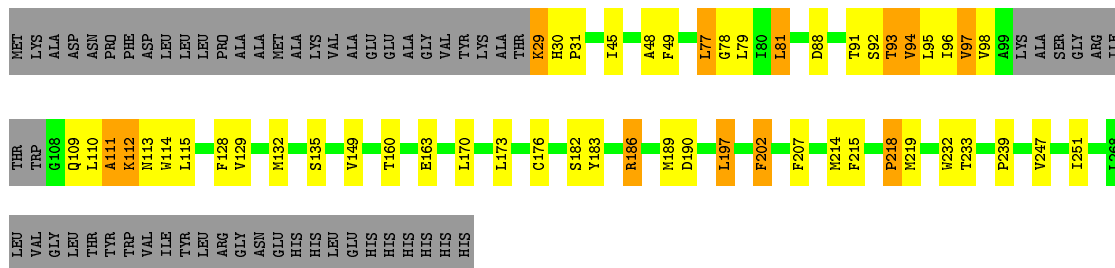 MET LYS ALA ASP ASN PRO PHE ASP LEU LEU LEU PRO ALA ALA MET ALA LYS VAL ALA GLU GLU ALA GLY VAL TYR LYS ALA THR K29 H30 P31 I45 A48 F49 L77 G78 L79 I80 L81 D88 T91 S92 T93 V94 L95 I96 V97 V98 A99 LYS ALA SER GLY ARG ILE
THR TRP G108 Q109 L110 A111 K112 N113 W114 L115 F128 V129 M132 S135 V149 T160 E163 L170 L173 C176 S182 Y183 R186 M189 D190 L197 F202 F207 M214 F215 P218 M219 W232 T233 P239 V247 I251 I268
LEU VAL GLY LEU THR TYR TRP VAL ILE TYR LEU ARG GLY ASN GLU HIS HIS LEU GLU HIS HIS HIS HIS HIS HIS HIS HIS